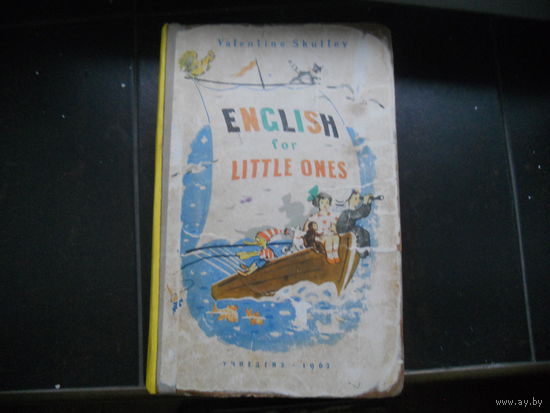 Valentine Skultey
ENGLISH
for
LITTLE ONES
УЧПЕДГИЗ - 1962
www.ay.by